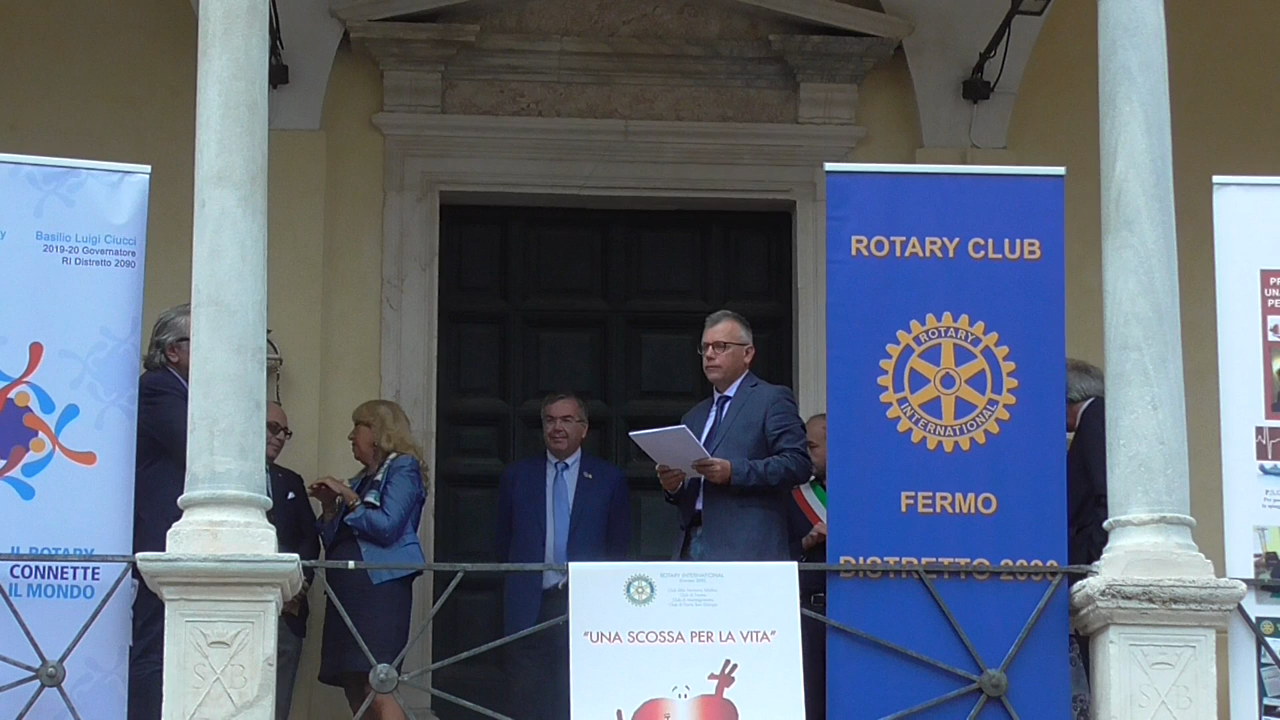 Basilio Luigi Ciucci
2019-20 Governatore
RI Distretto 2090
IL ROTARY
CONNETTE
IL MONDO
ROTARY INTERNATIONAL
"UNA SCOSSA PER LA VITA"
ROTARY CLUB
ROTARY
INTERNATIONAL
FERMO
DISTRETTO 2090
S B
S B